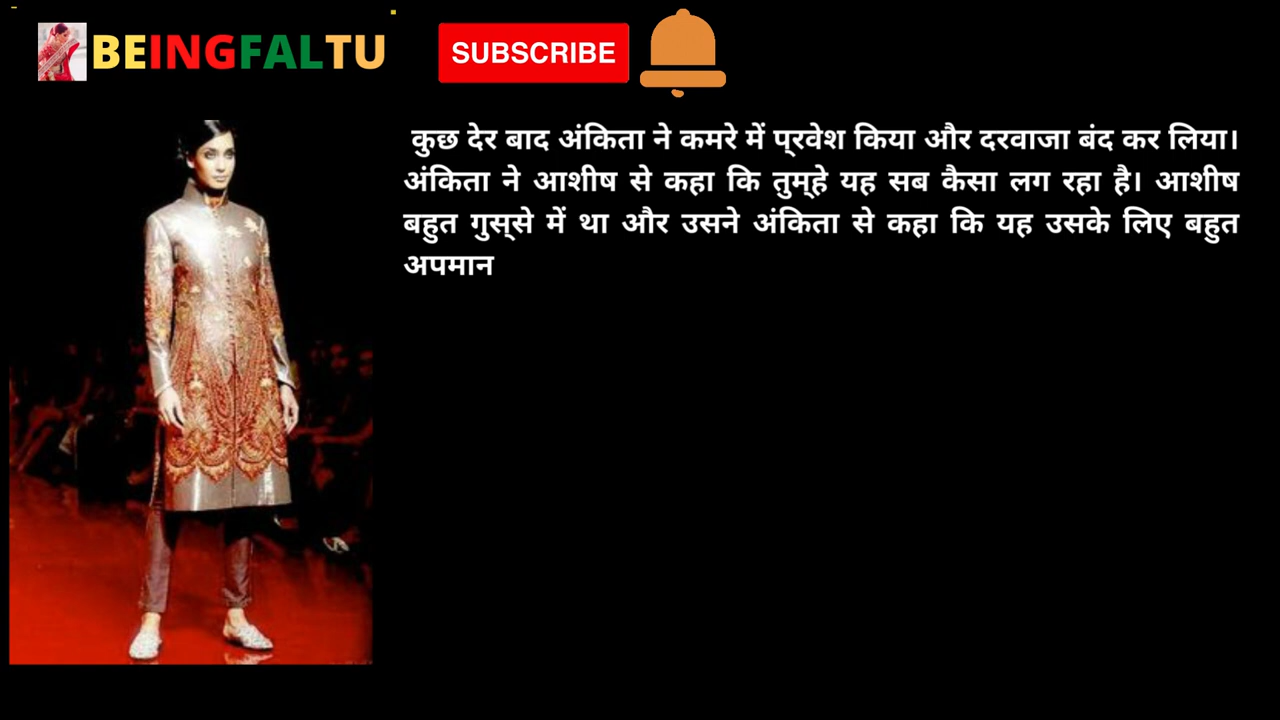 BEINGFALTU
SUBSCRIBE
कुछ देर बाद अंकिता ने कमरे में प्रवेश किया और दरवाजा बंद कर लिया।
अंकिता ने आशीष से कहा कि तुम्हे यह सब कैसा लग रहा है। आशीष
बहुत गुस्से में था और उसने अंकिता से कहा कि यह उसके लिए बहुत
अपमान